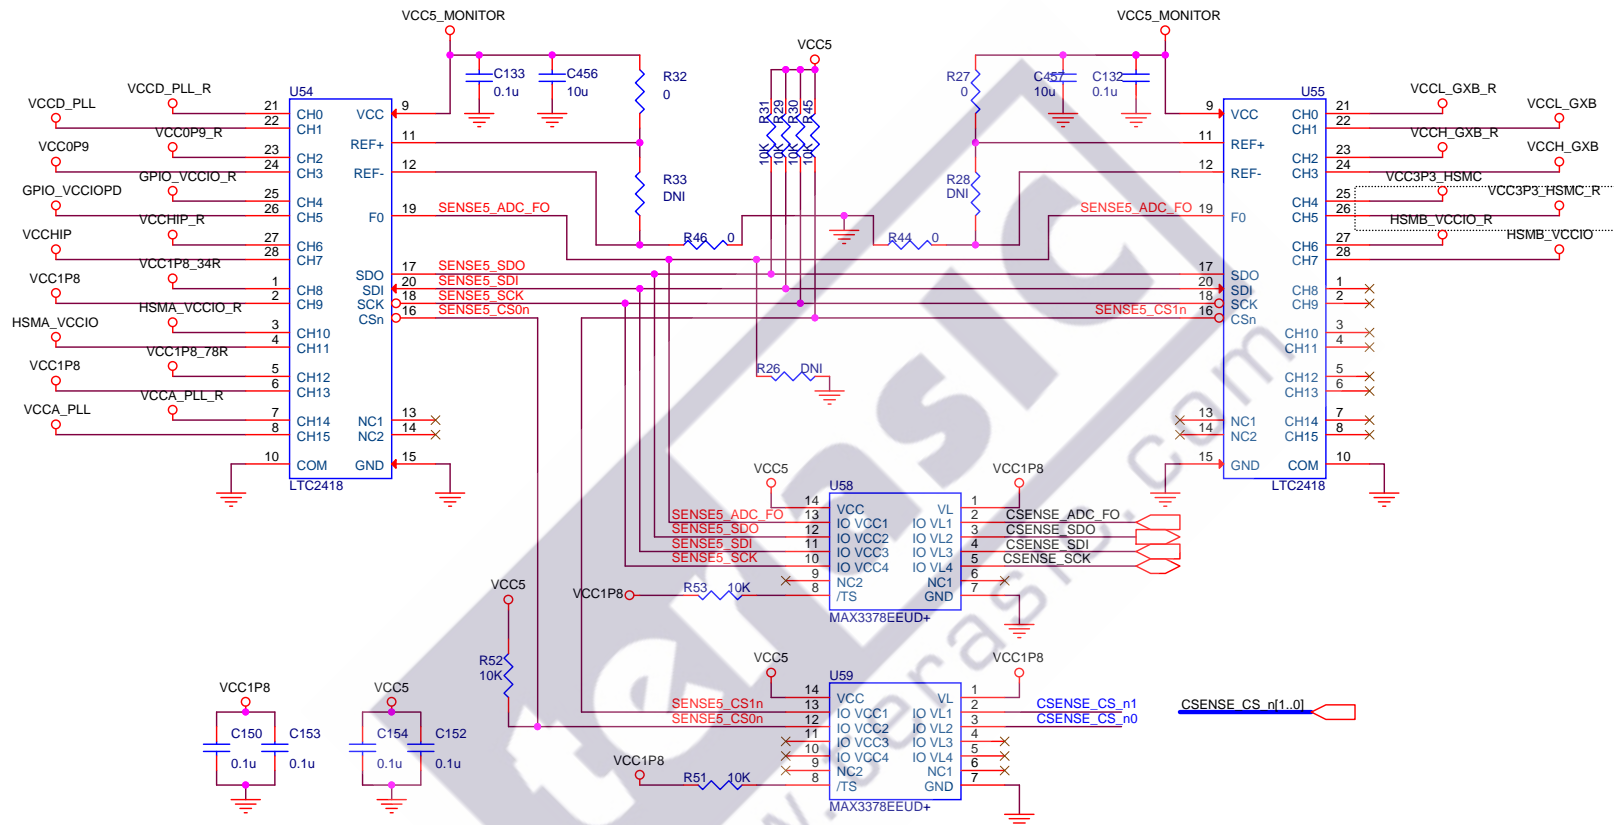 VCC5_MONITOR
C133
0.1u
C456
10u
R32
0
VCC5
R31
10K
R29
10K
R30
10K
R45
10K
VCC5_MONITOR
R27
0
C457
10u
C132
0.1u
U54
VCCD_PLL_R
VCCD_PLL
VCC0P9_R
VCC0P9
GPIO_VCCIO_R
GPIO_VCCIOPD
VCCHIP_R
VCCHIP
VCC1P8_34R
VCC1P8
HSMA_VCCIO_R
HSMA_VCCIO
VCC1P8_78R
VCC1P8
VCCA_PLL_R
VCCA_PLL
21 CH0
22 CH1
23 CH2
24 CH3
25 CH4
26 CH5
27 CH6
28 CH7
1 CH8
2 CH9
3 CH10
4 CH11
5 CH12
6 CH13
7 CH14
8 CH15
10 COM
VCC 9
REF+ 11
REF- 12
F0 19
SDO 17
SDI 20
SCK 18
CSn 16
NC1 13
NC2 14
GND 15
LTC2418
SENSE5_ADC_FO
SENSE5_SDO
SENSE5_SDI
SENSE5_SCK
SENSE5_CS0n
R33
DNI
R46 0
R44 0
R28
DNI
R26 DNI
SENSE5_ADC_FO
SENSE5_CS1n
U55
9 VCC
11 REF+
12 REF-
19 F0
17 SDO
20 SDI
18 SCK
16 CSn
13 NC1
14 NC2
15 GND
CH0 21
CH1 22
CH2 23
CH3 24
CH4 25
CH5 26
CH6 27
CH7 28
CH8 1
CH9 2
CH10 3
CH11 4
CH12 5
CH13 6
CH14 7
CH15 8
COM 10
LTC2418
VCCL_GXB_R
VCCL_GXB
VCCH_GXB_R
VCCH_GXB
VCC3P3_HSMC
VCC3P3_HSMC_R
HSMB_VCCIO_R
HSMB_VCCIO
VCC5
U58
VCC1P8
SENSE5_ADC_FO
SENSE5_SDO
SENSE5_SDI
SENSE5_SCK
14 VCC
13 IO VCC1
12 IO VCC2
11 IO VCC3
10 IO VCC4
9 NC2
8 /TS
VL 1
IO VL1 2
IO VL2 3
IO VL3 4
IO VL4 5
NC1 6
GND 7
CSENSE_ADC_FO
CSENSE_SDO
CSENSE_SDI
CSENSE_SCK
VCC1P8
R53 10K
MAX3378EEUD+
VCC5
R52
10K
VCC5
U59
VCC1P8
SENSE5_CS1n
SENSE5_CS0n
14 VCC
13 IO VCC1
12 IO VCC2
11 IO VCC3
10 IO VCC4
9 NC2
8 /TS
VL 1
IO VL1 2
IO VL2 3
IO VL3 4
IO VL4 5
NC1 6
GND 7
CSENSE_CS_n1
CSENSE_CS_n0
CSENSE_CS_n[1..0]
VCC1P8
R51 10K
MAX3378EEUD+
VCC1P8
C150
0.1u
C153
0.1u
VCC5
C154
0.1u
C152
0.1u
terasic
w.terasic.com